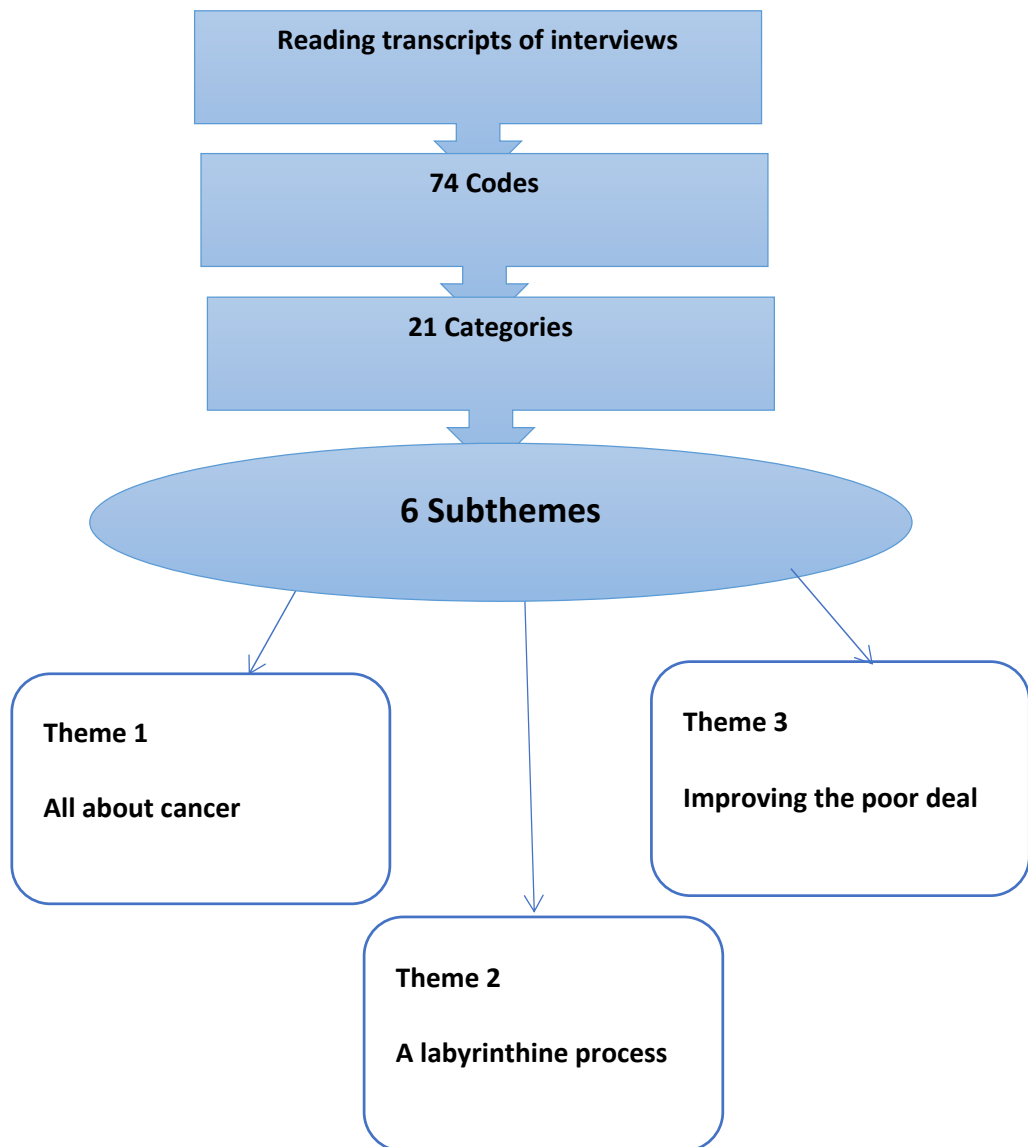 Reading transcripts of interviews
74 Codes
21 Categories
6 Subthemes
Theme 1
All about cancer
Theme 2
A labyrinthine process
Theme 3
Improving the poor deal